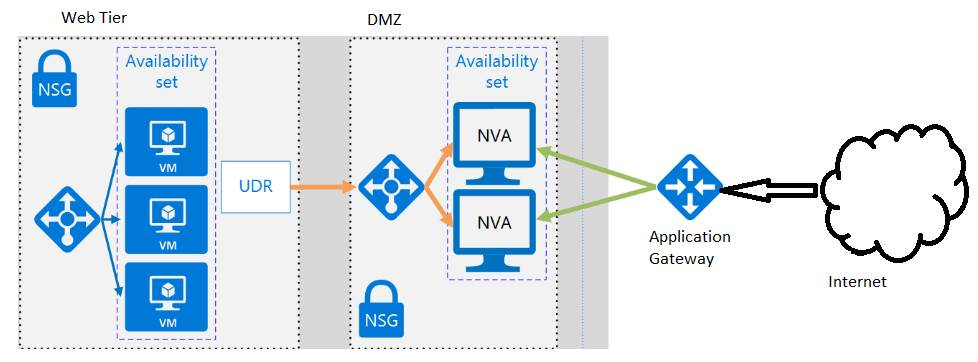 Web Tier
DMZ
NSG
Availability
set
VM
VM
VM
UDR
Availability
set
NVA
NVA
NSG
Application
Gateway
Internet